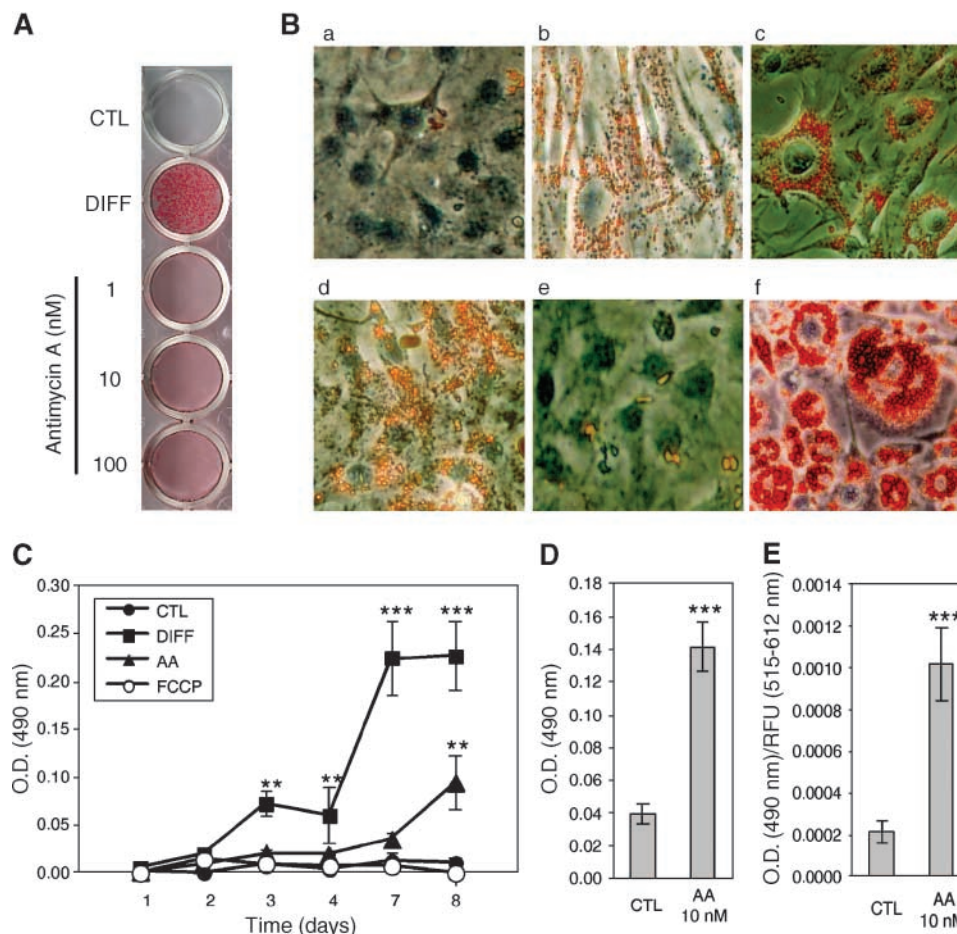 A
CTL
DIFF
1
10
100
Antimycin A (nM)
B
a
b
c
d
e
f
C
O.D. (490 nm)
0.30
0.25
0.20
0.15
0.10
0.05
0.00
CTL
DIFF
AA
FCCP
**
**
***
***
**
1 2 3 4 7 8
Time (days)
D
O.D. (490 nm)
0.18
0.16
0.14
0.12
0.10
0.08
0.06
0.04
0.02
0.00
***
CTL AA
10 nM
E
O.D. (490 nm)/RFU (515-612 nm)
0.0014
0.0012
0.0010
0.0008
0.0006
0.0004
0.0002
0.0000
***
CTL AA
10 nM